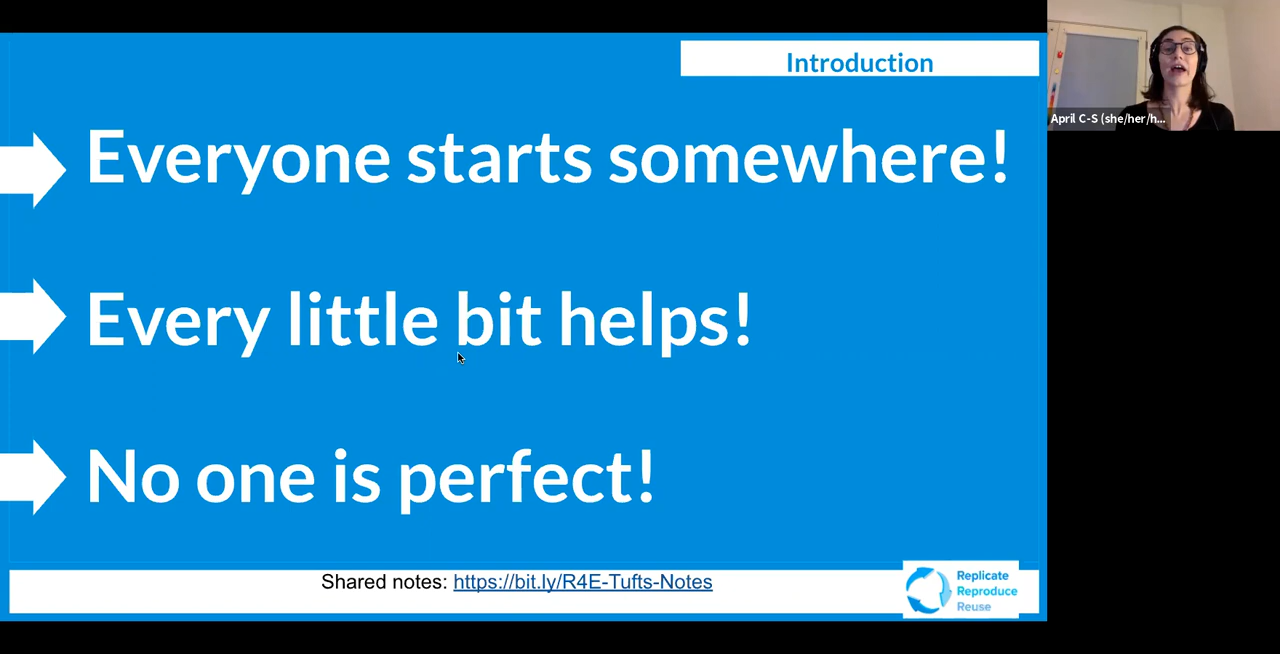 Introduction
April C-S (she/her/h...
Everyone starts somewhere!
Every little bit helps!
No one is perfect!
Shared notes: https://bit.ly/R4E-Tufts-Notes
Replicate
Reproduce
Reuse